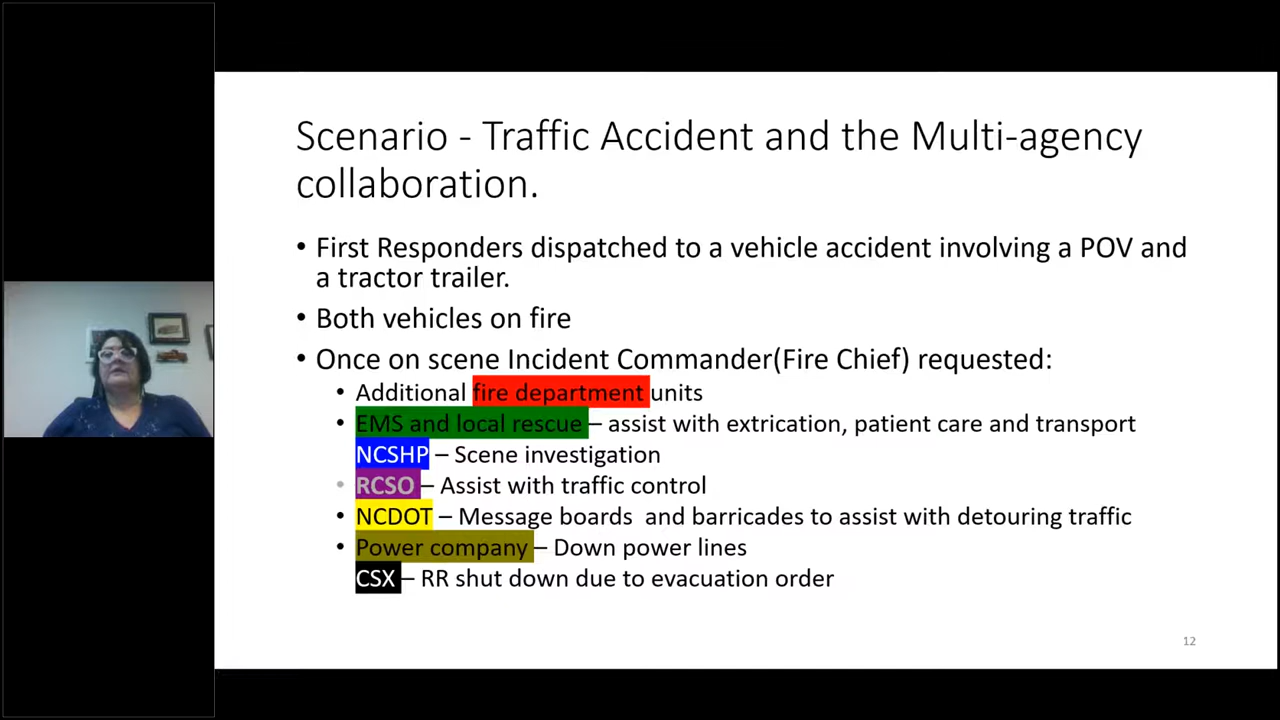 Scenario - Traffic Accident and the Multi-agency
collaboration.
• First Responders dispatched to a vehicle accident involving a POV and
a tractor trailer.
• Both vehicles on fire
• Once on scene Incident Commander(Fire Chief) requested:
• Additional fire department units
• EMS and local rescue – assist with extrication, patient care and transport
NCSHP – Scene investigation
• RCSO – Assist with traffic control
• NCDOT – Message boards and barricades to assist with detouring traffic
• Power company – Down power lines
CSX – RR shut down due to evacuation order
12